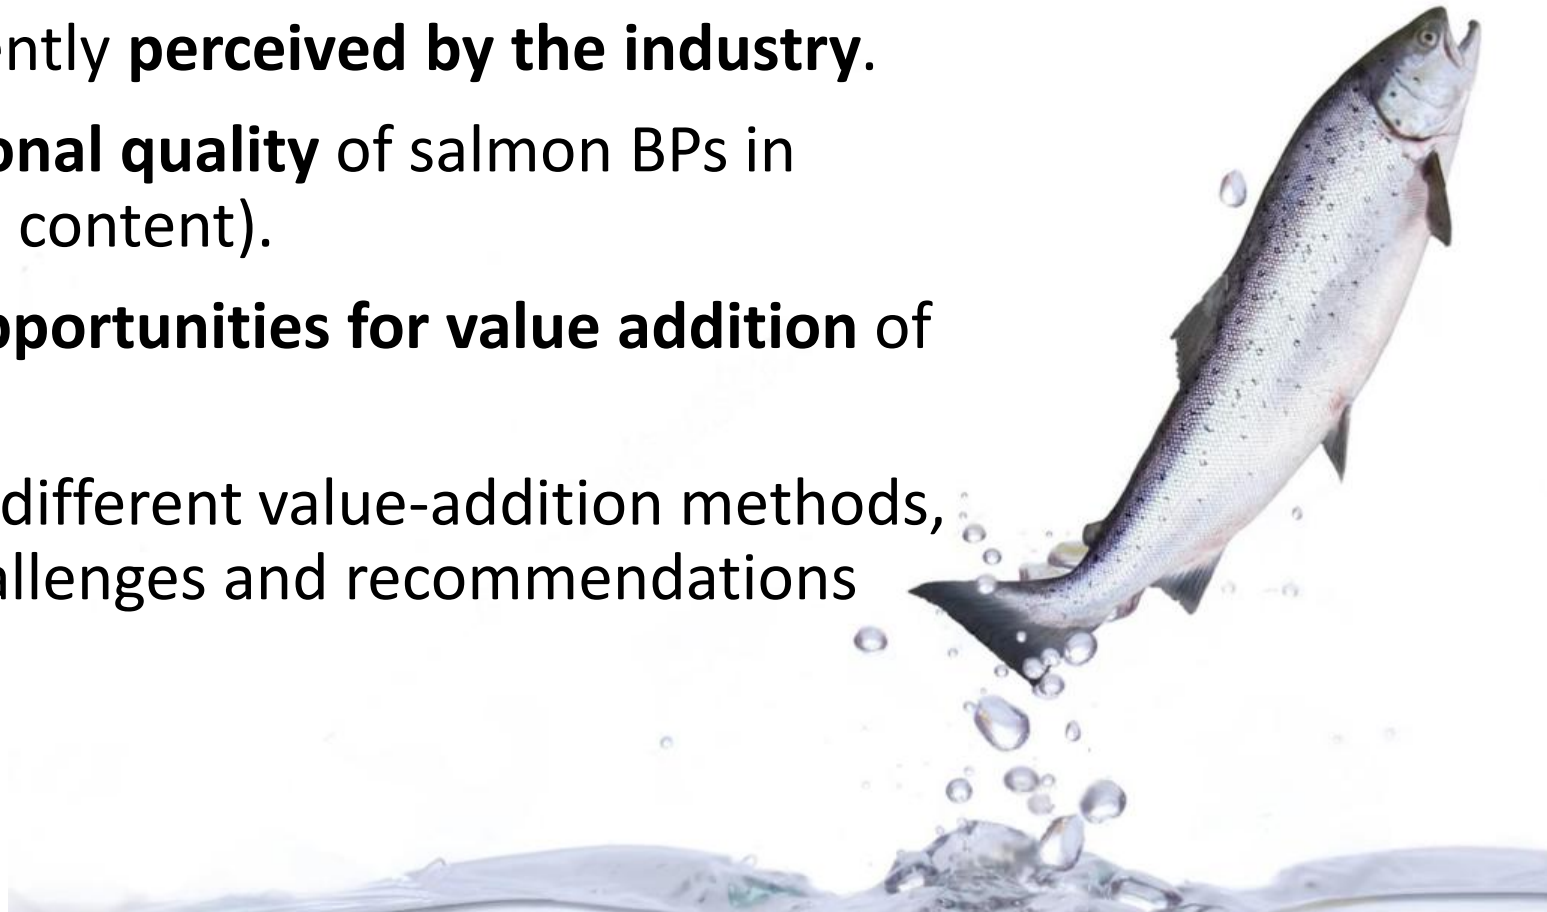 ently perceived by the industry.
onal quality of salmon BPs in
content).
pportunities for value addition of
different value-addition methods,
allenges and recommendations